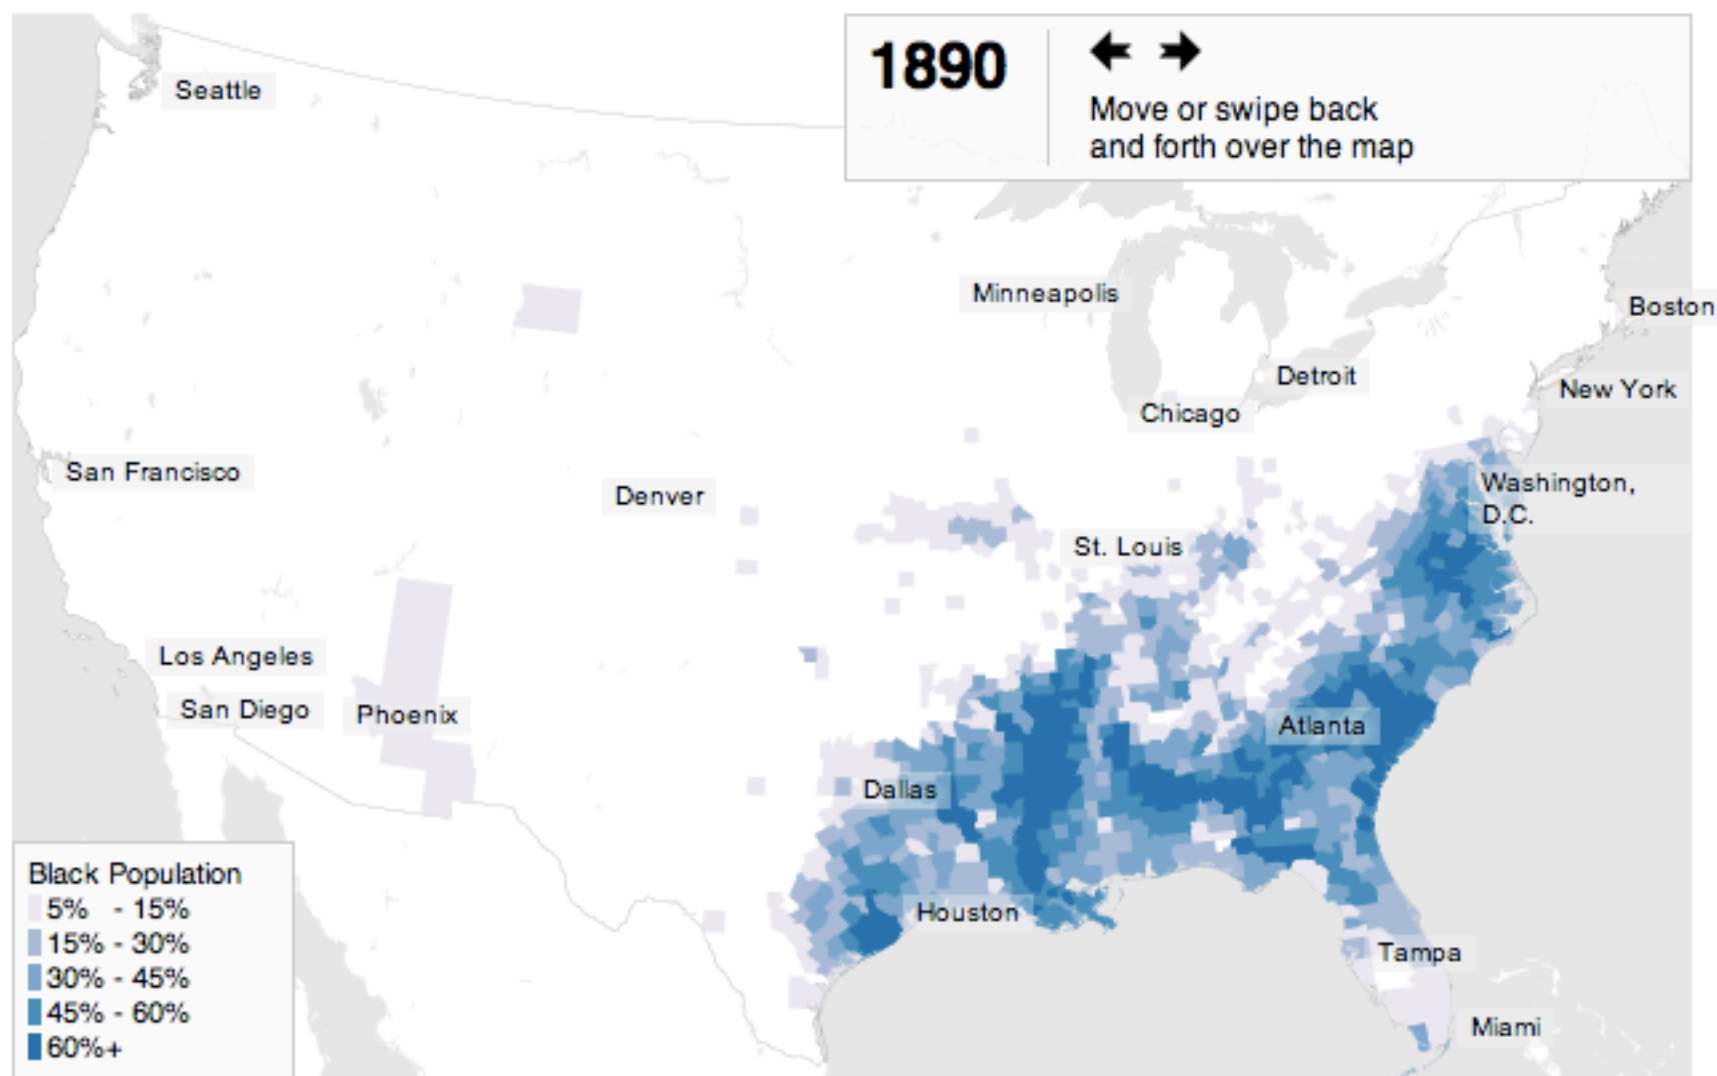 1890
Move or swipe back
and forth over the map
Seattle
Minneapolis
Boston
Detroit
New York
Chicago
San Francisco
Denver
Washington,
D.C.
St. Louis
Los Angeles
San Diego
Phoenix
Atlanta
Dallas
Houston
Tampa
Miami
Black Population
5% - 15%
15% - 30%
30% - 45%
45% - 60%
60%+